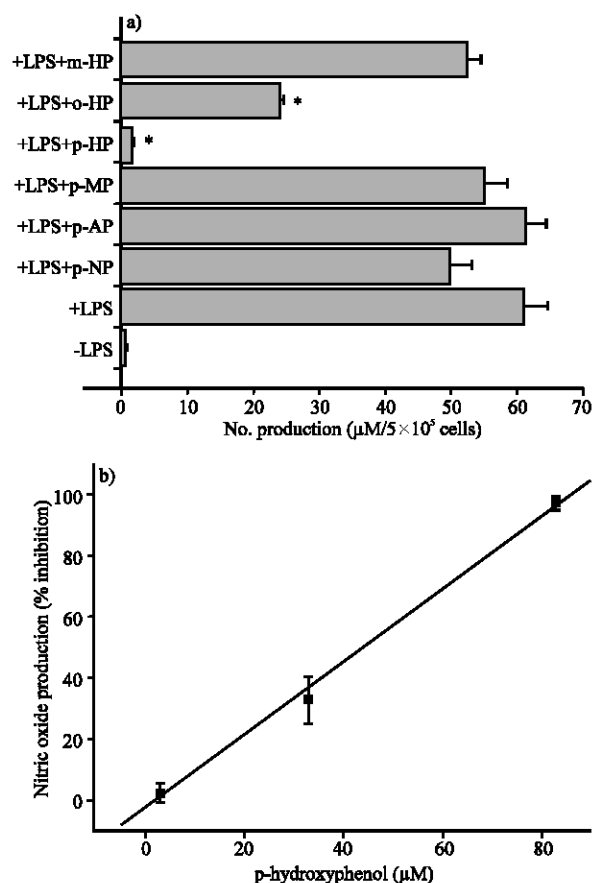 a)
+LPS+m-HP
+LPS+o-HP
*
+LPS+p-HP
*
+LPS+p-MP
+LPS+p-AP
+LPS+p-NP
+LPS
-LPS
0 10 20 30 40 50 60 70
No. production (µM/5×10⁵ cells)
b)
100
80
60
40
20
0
Nitric oxide production (% inhibition)
0 20 40 60 80
p-hydroxyphenol (µM)